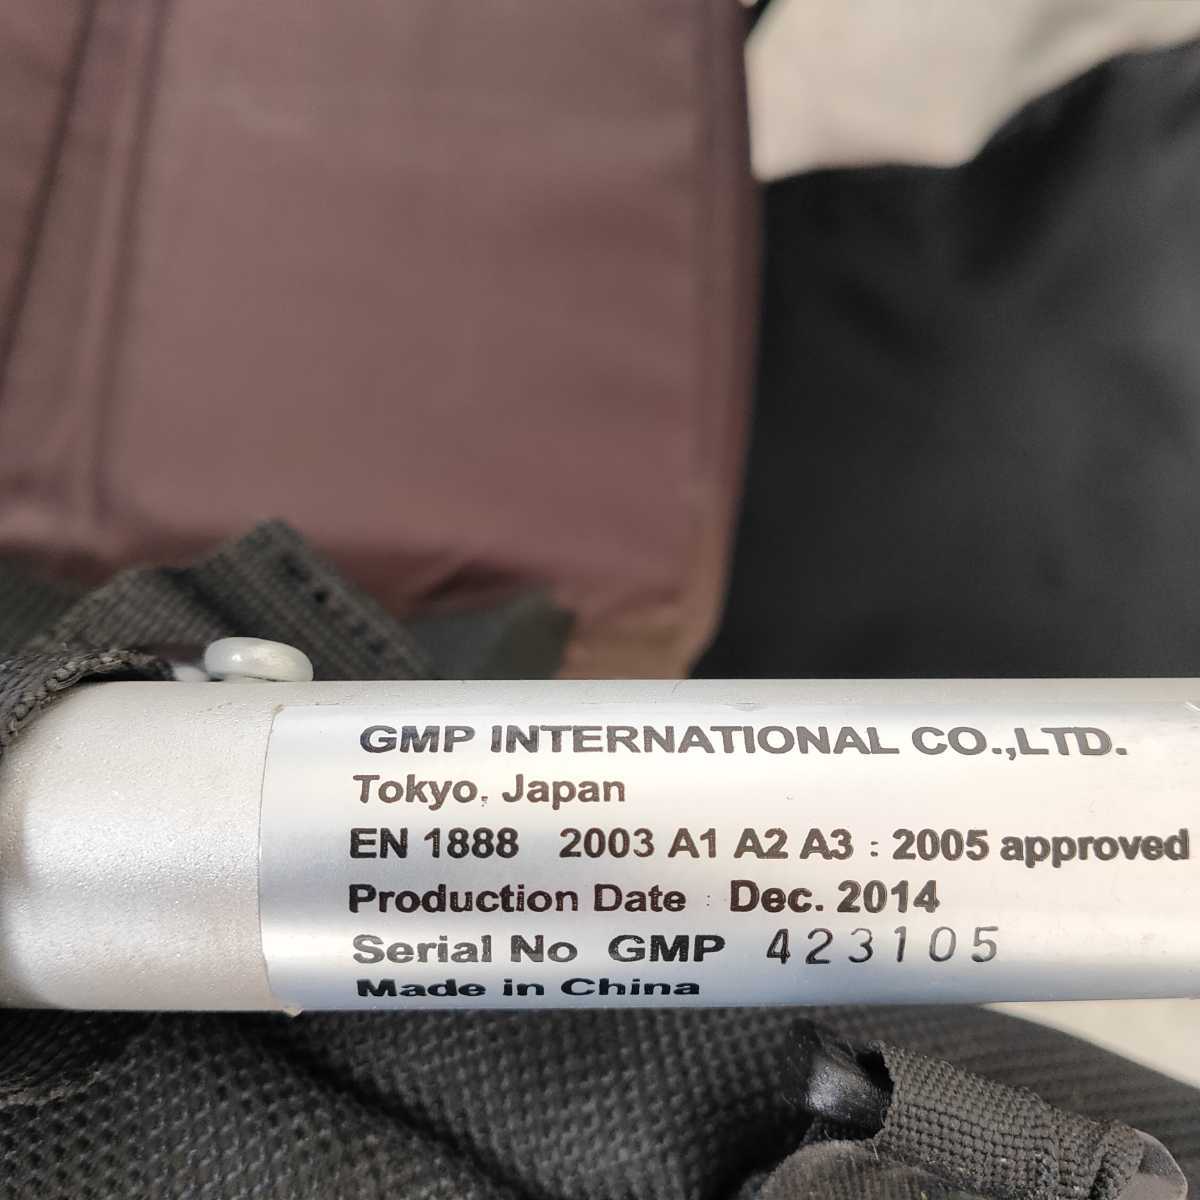 GMP INTERNATIONAL CO.,LTD.
Tokyo, Japan
EN 1888 2003 A1 A2 A3 : 2005 approved
Production Date : Dec. 2014
Serial No GMP 423105
Made in China